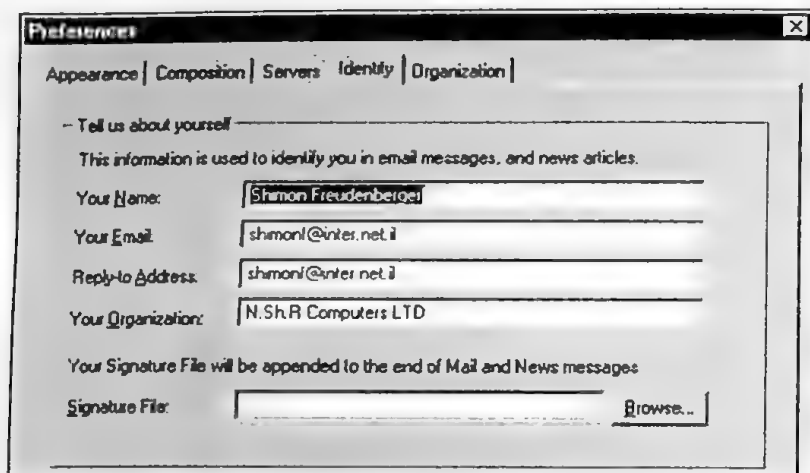 Preferences
Appearance | Composition | Servers Identity | Organization |
Tell us about yourself
This information is used to identify you in email messages, and news articles.
Your Name: Shimon Freudenberger
Your Email: shimonf@inter.net.il
Reply-to Address: shimonf@inter.net.il
Your Organization: N.Sh.R Computers LTD
Your Signature File will be appended to the end of Mail and News messages
Signature File: Browse...